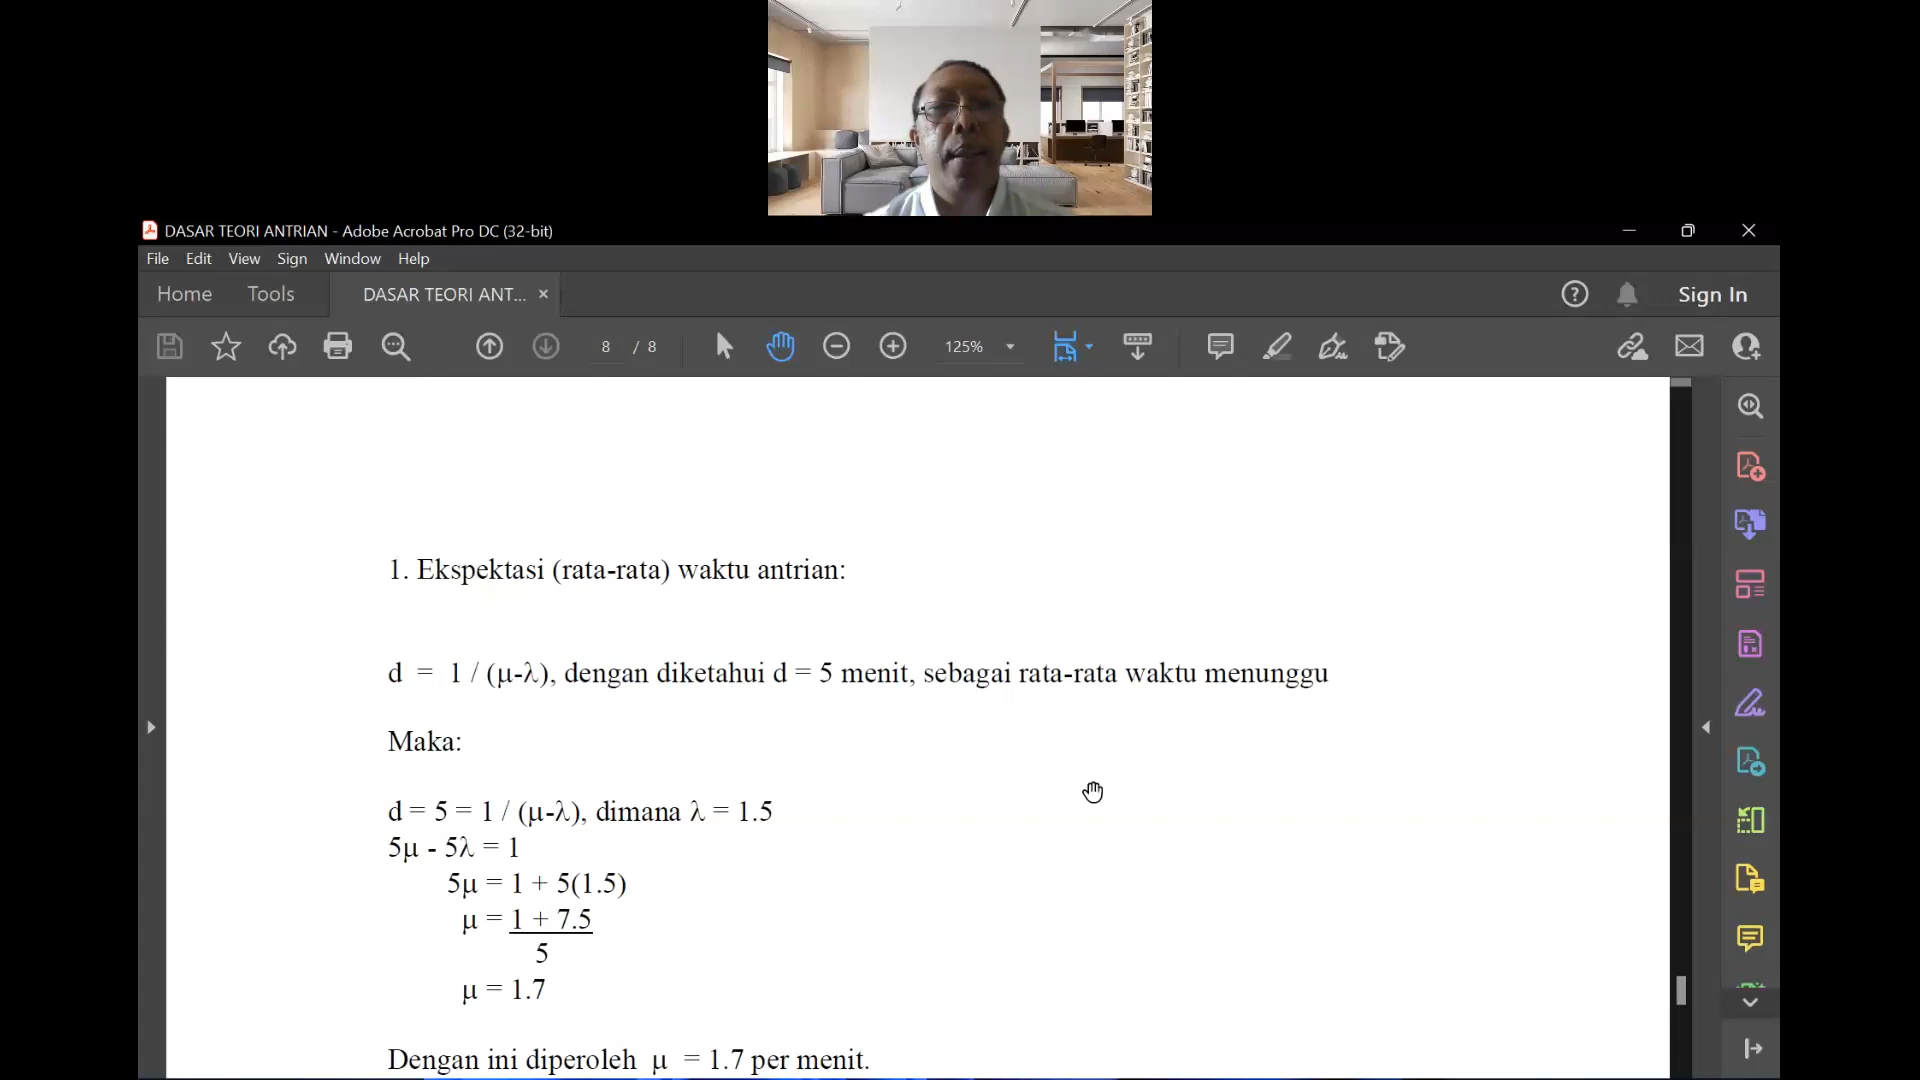 DASAR TEORI ANTRIAN - Adobe Acrobat Pro DC (32-bit)
File Edit View Sign Window Help
Home Tools DASAR TEORI ANT... × Sign In
8 / 8 125%
1. Ekspektasi (rata-rata) waktu antrian:
d = 1 / (μ-λ), dengan diketahui d = 5 menit, sebagai rata-rata waktu menunggu
Maka:
d = 5 = 1 / (μ-λ), dimana λ = 1.5
5μ - 5λ = 1
5μ = 1 + 5(1.5)
μ = 1 + 7.5
5
μ = 1.7
Dengan ini diperoleh μ = 1.7 per menit.